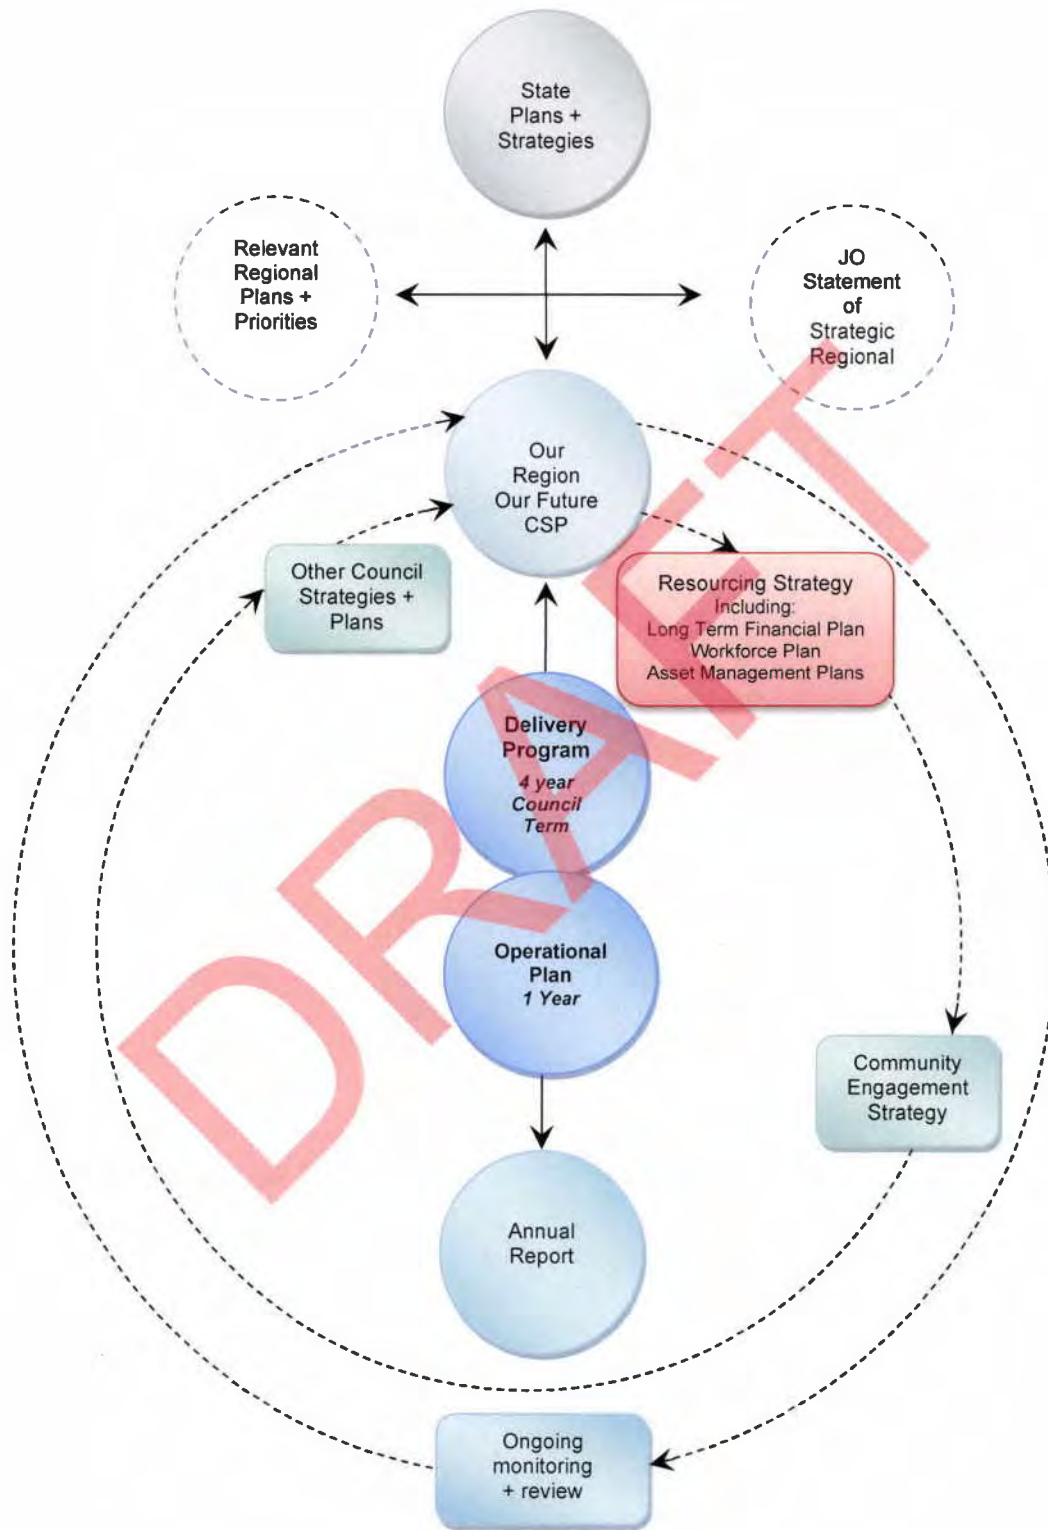 State
Plans +
Strategies
Relevant
Regional
Plans +
Priorities
JO
Statement
of
Strategic
Regional
Our
Region
Our Future
CSP
Other Council
Strategies +
Plans
Resourcing Strategy
Including:
Long Term Financial Plan
Workforce Plan
Asset Management Plans
Delivery
Program
4 year
Council
Term
Operational
Plan
1 Year
Community
Engagement
Strategy
Annual
Report
Ongoing
monitoring
+ review
DRAFT